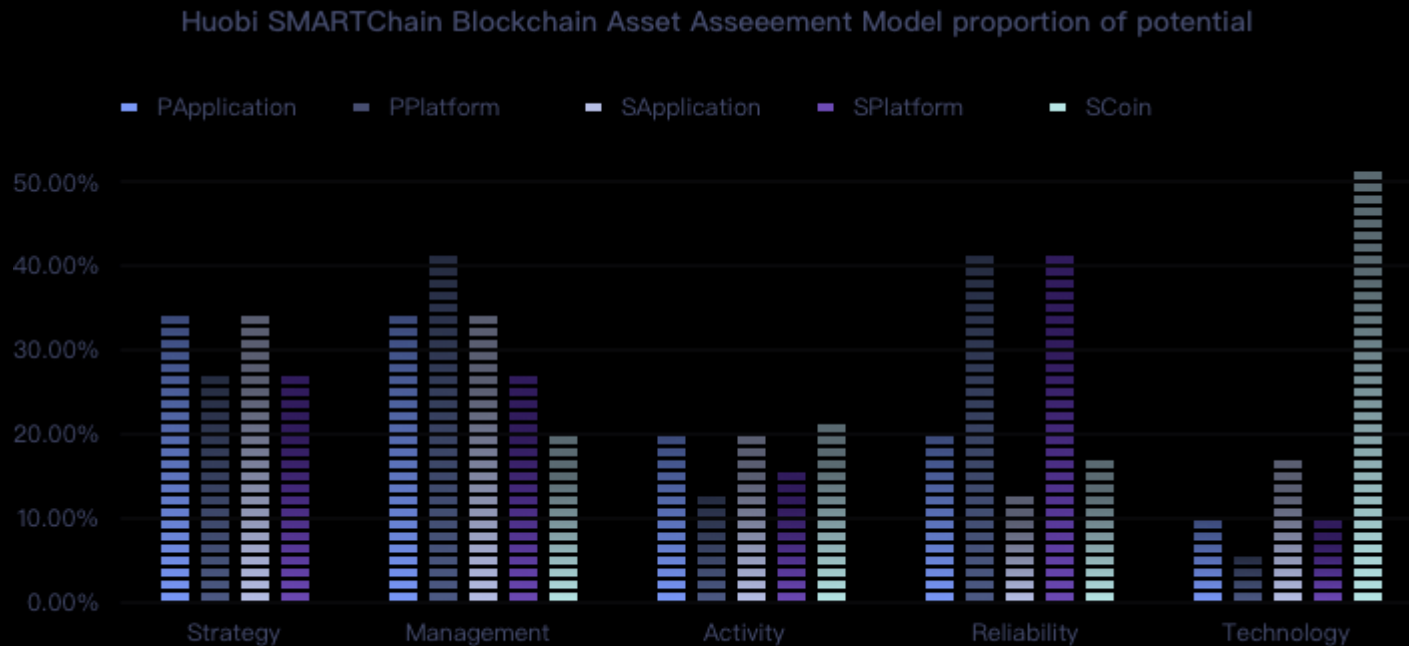 Huobi SMARTChain Blockchain Asset Asseeement Model proportion of potential
PApplication PPlatform SApplication SPlatform SCoin
50.00%
40.00%
30.00%
20.00%
10.00%
0.00%
Strategy Management Activity Reliability Technology